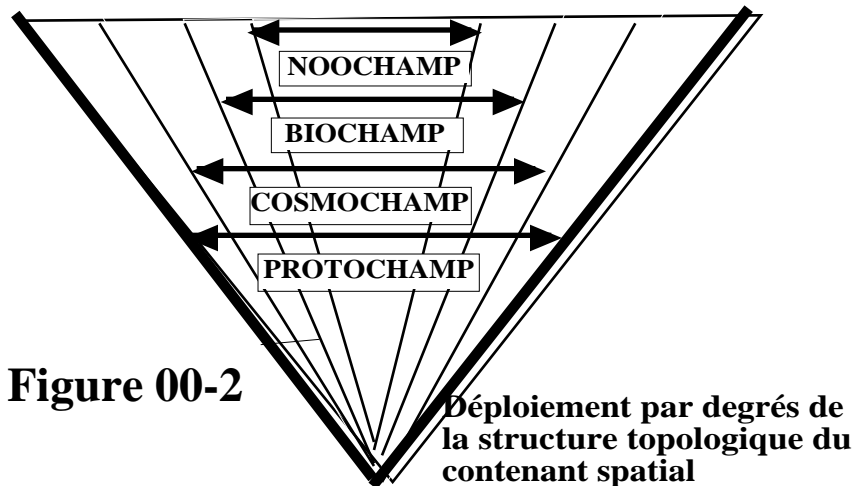 NOOCHAMP
BIOCHAMP
COSMOCHAMP
PROTOCHAMP
Figure 00-2
Déploiement par degrés de
la structure topologique du
contenant spatial